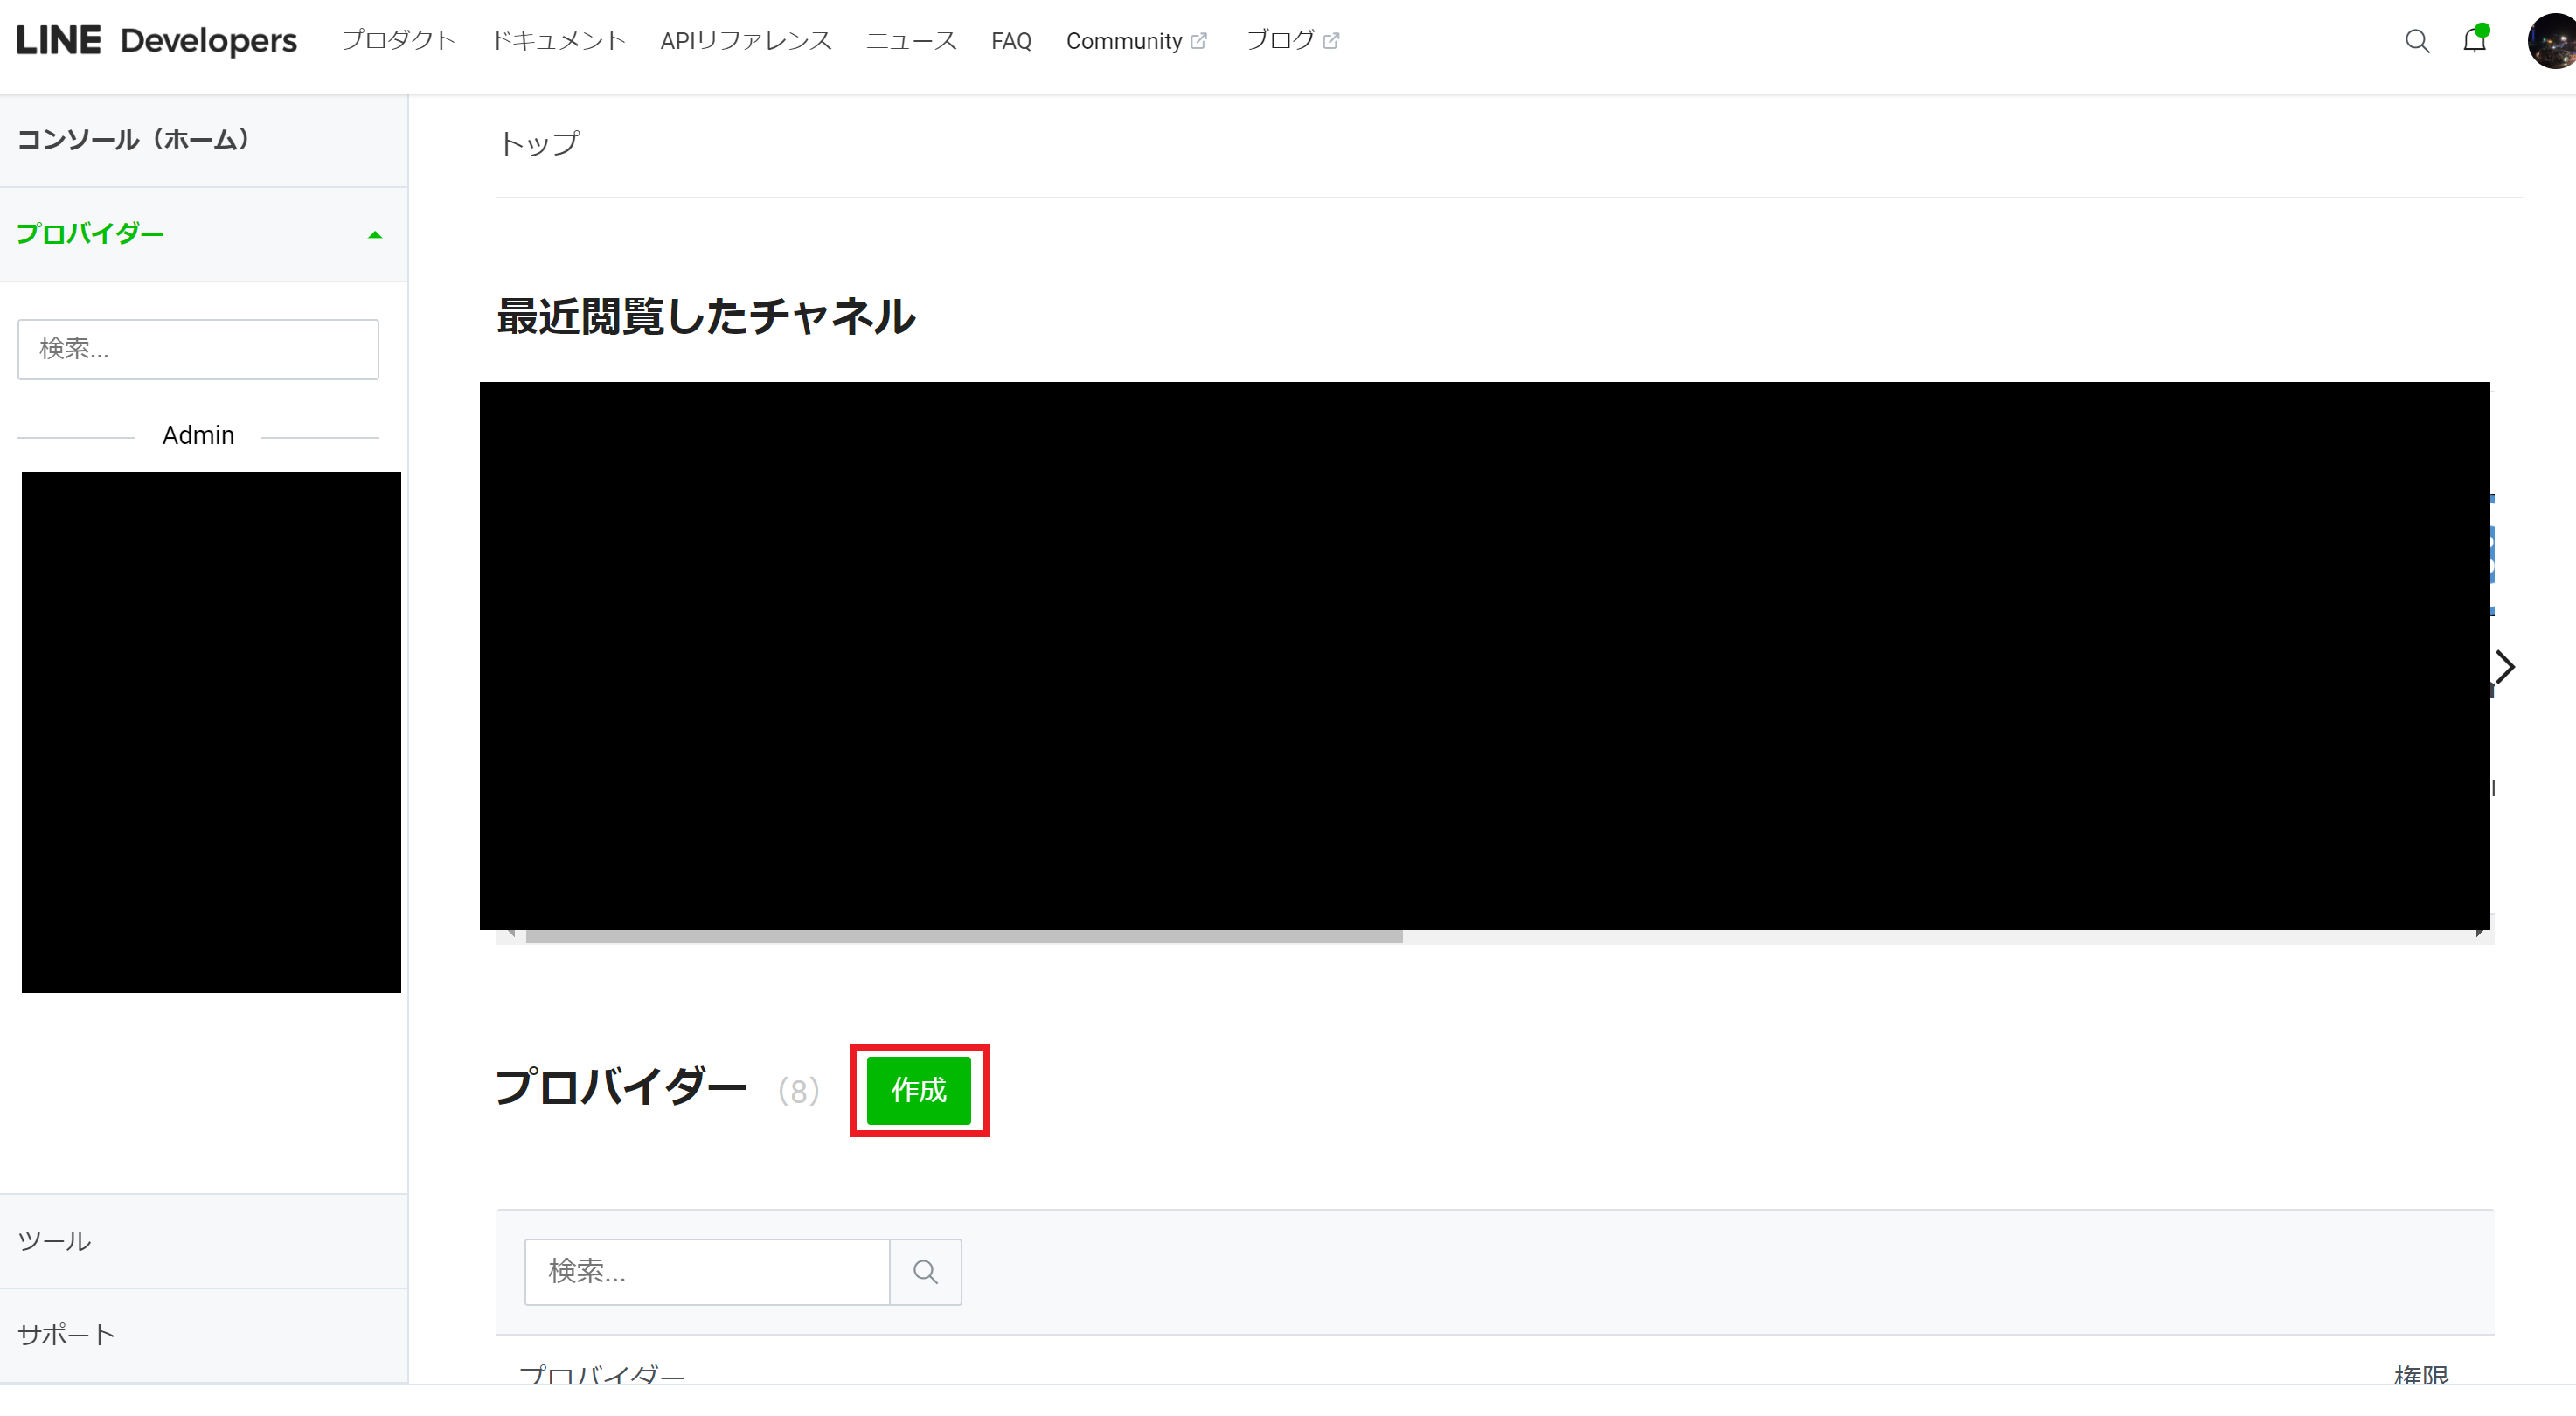 LINE Developers プロダクト ドキュメント APIリファレンス ニュース FAQ Community ブログ
コンソール（ホーム）
プロバイダー
検索...
Admin
ツール
サポート
トップ
最近閲覧したチャネル
プロバイダー （8） 作成
検索...
プロバイダー 権限